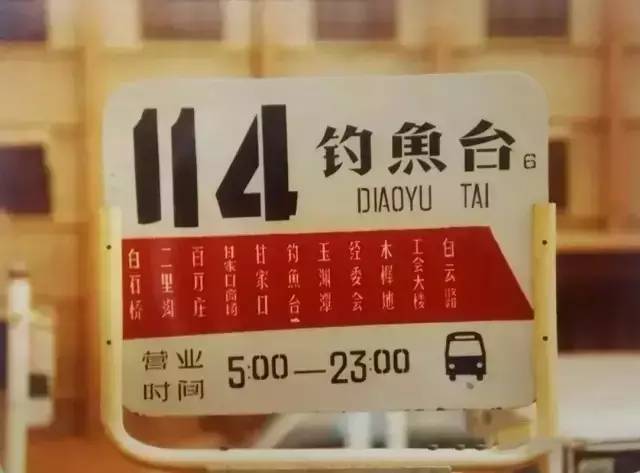 114 钓魚台 6
DIAOYU TAI
白石桥
二里沟
百万庄
甘家口商场
甘家口
钓魚台
玉渊潭
经委会
木樨地
工会大楼
白云路
营业时间 5:00—23:00